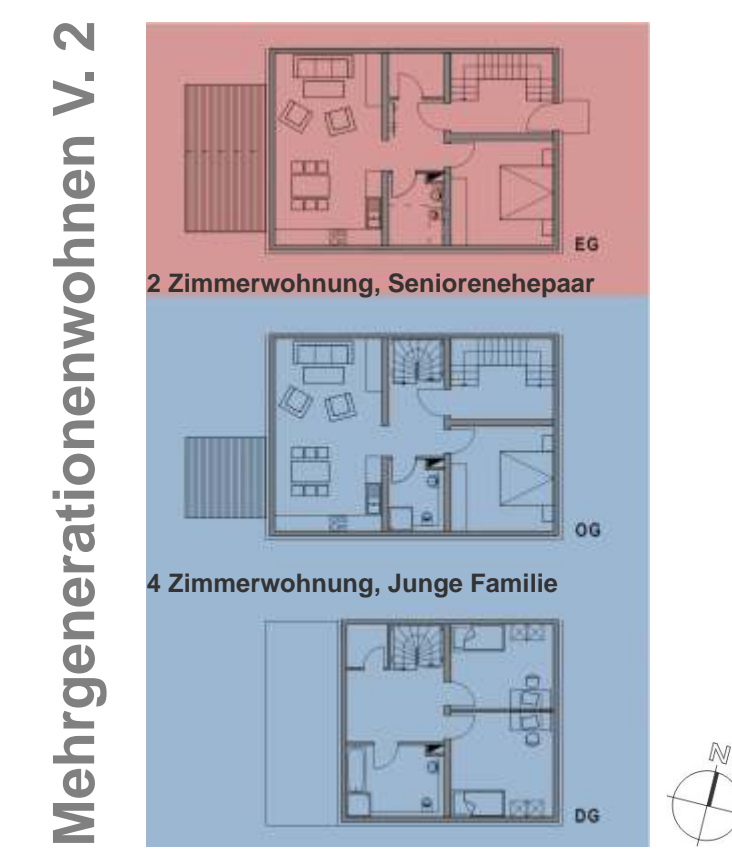 Mehrgenerationenwohnen V. 2
EG
2 Zimmerwohnung, Seniorenehepaar
OG
4 Zimmerwohnung, Junge Familie
DG
N